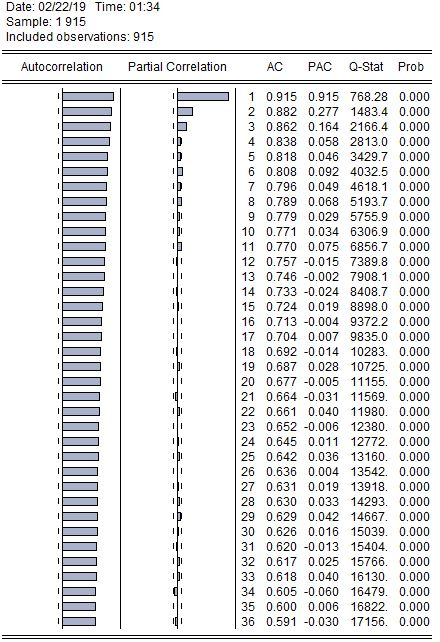 Date: 02/22/19 Time: 01:34
Sample: 1 915
Included observations: 915
Autocorrelation Partial Correlation AC PAC Q-Stat Prob
1 0.915 0.915 768.28 0.000
2 0.882 0.277 1483.4 0.000
3 0.862 0.164 2166.4 0.000
4 0.838 0.058 2813.0 0.000
5 0.818 0.046 3429.7 0.000
6 0.808 0.092 4032.5 0.000
7 0.796 0.049 4618.1 0.000
8 0.789 0.068 5193.7 0.000
9 0.779 0.029 5755.9 0.000
10 0.771 0.034 6306.9 0.000
11 0.770 0.075 6856.7 0.000
12 0.757 -0.015 7389.8 0.000
13 0.746 -0.002 7908.1 0.000
14 0.733 -0.024 8408.7 0.000
15 0.724 0.019 8898.0 0.000
16 0.713 -0.004 9372.2 0.000
17 0.704 0.007 9835.0 0.000
18 0.692 -0.014 10283. 0.000
19 0.687 0.028 10725. 0.000
20 0.677 -0.005 11155. 0.000
21 0.664 -0.031 11569. 0.000
22 0.661 0.040 11980. 0.000
23 0.652 -0.006 12380. 0.000
24 0.645 0.011 12772. 0.000
25 0.642 0.036 13160. 0.000
26 0.636 0.004 13542. 0.000
27 0.631 0.019 13918. 0.000
28 0.630 0.033 14293. 0.000
29 0.629 0.042 14667. 0.000
30 0.626 0.016 15039. 0.000
31 0.620 -0.013 15404. 0.000
32 0.617 0.025 15766. 0.000
33 0.618 0.040 16130. 0.000
34 0.605 -0.060 16479. 0.000
35 0.600 0.006 16822. 0.000
36 0.591 -0.030 17156. 0.000